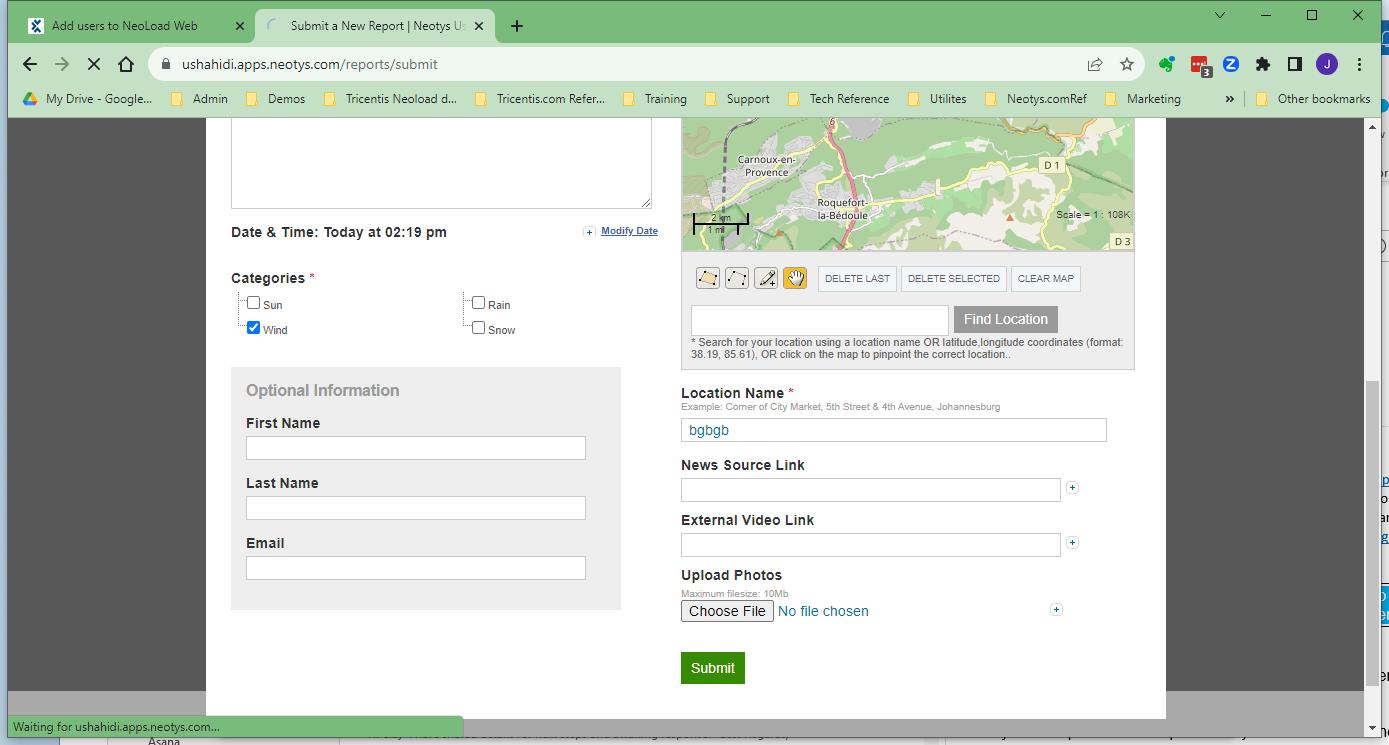 Add users to NeoLoad Web
Submit a New Report | Neotys Us
ushahidi.apps.neotys.com/reports/submit
3
Z
J
My Drive - Google...
Admin
Demos
Tricentis Neoload d...
Tricentis.com Refer...
Training
Support
Tech Reference
Utilites
Neotys.comRef
Marketing
»
Other bookmarks
6
Carnoux-en-
Provence
D 1
Roquefort-
la-Bédoule
2 km
1 mi
Scale = 1 : 108K
D 3
Date & Time: Today at 02:19 pm
Modify Date
Categories *
Sun
Rain
Wind
Snow
DELETE LAST
DELETE SELECTED
CLEAR MAP
Find Location
* Search for your location using a location name OR latitude,longitude coordinates (format:
38.19, 85.61), OR click on the map to pinpoint the correct location..
Optional Information
First Name
Last Name
Email
Location Name *
Example: Corner of City Market, 5th Street & 4th Avenue, Johannesburg
bgbgb
News Source Link
External Video Link
Upload Photos
Maximum filesize: 10Mb
Choose File No file chosen
Submit
Waiting for ushahidi.apps.neotys.com...
Asana